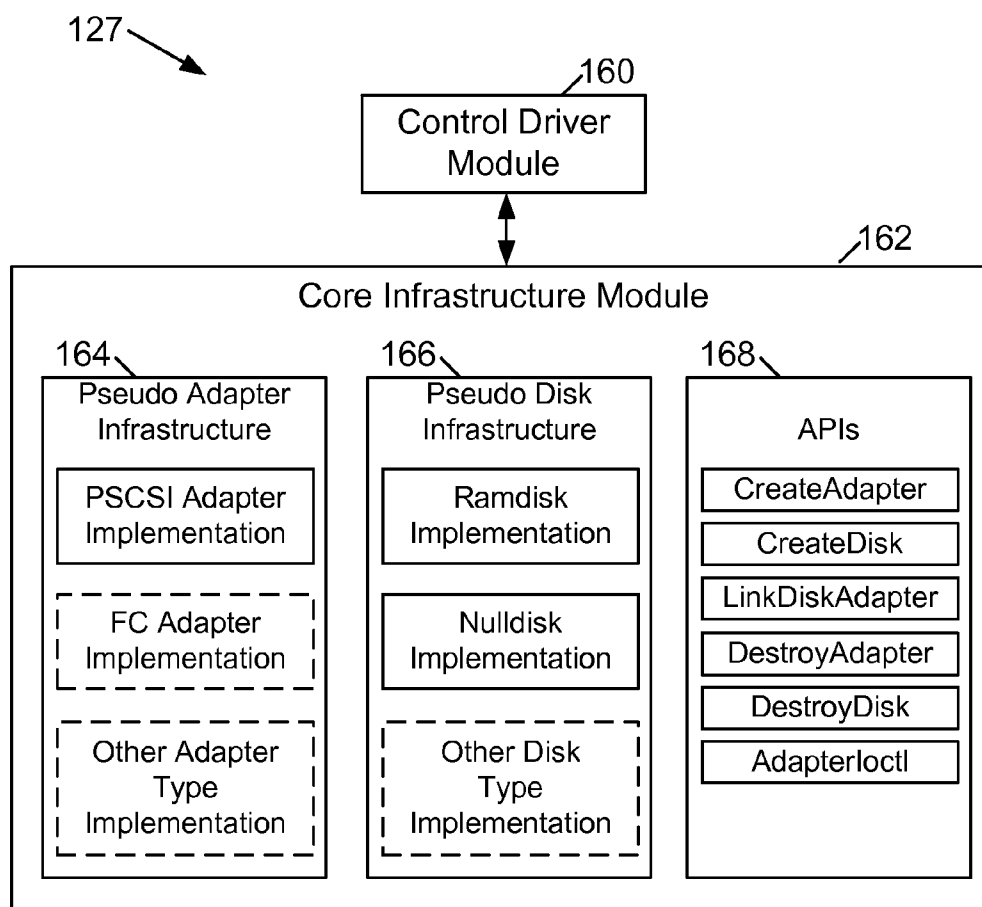 127
160
Control Driver
Module
162
Core Infrastructure Module
164
Pseudo Adapter
Infrastructure
PSCSI Adapter
Implementation
FC Adapter
Implementation
Other Adapter
Type
Implementation
166
Pseudo Disk
Infrastructure
Ramdisk
Implementation
Nulldisk
Implementation
Other Disk
Type
Implementation
168
APIs
CreateAdapter
CreateDisk
LinkDiskAdapter
DestroyAdapter
DestroyDisk
AdapterIoctl